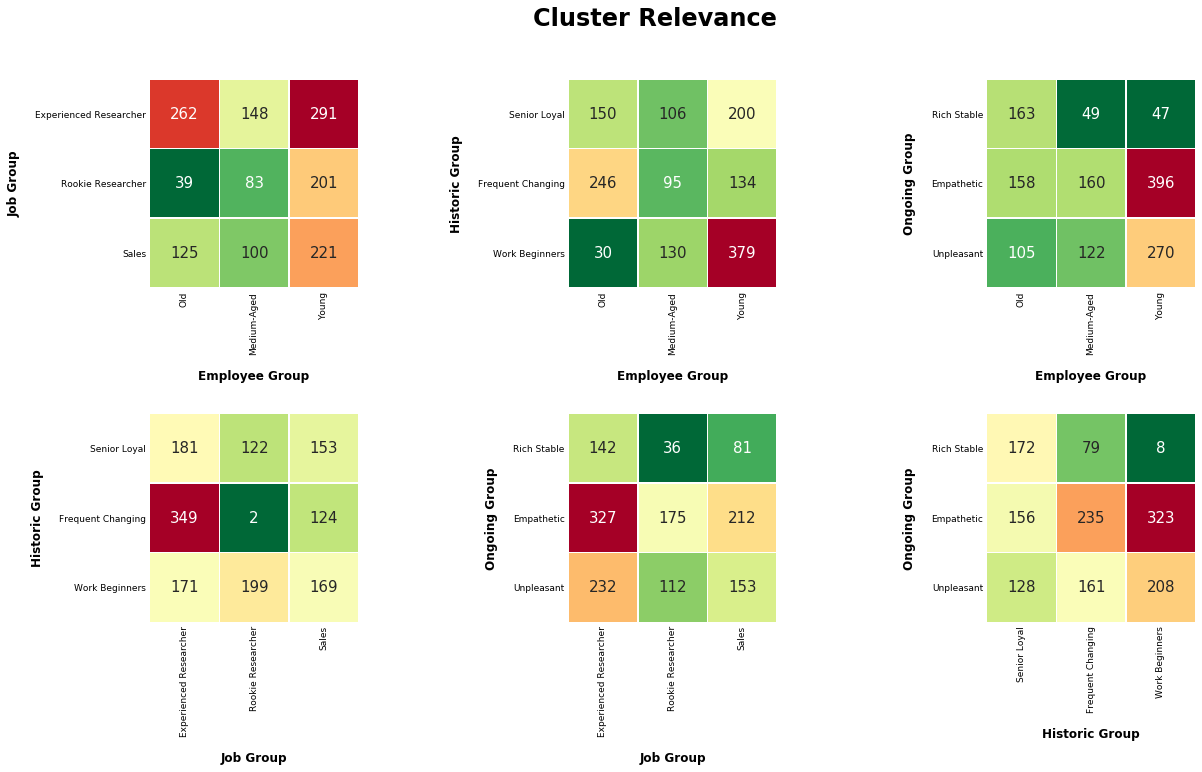 Cluster Relevance
Job Group
Experienced Researcher 262 148 291
Rookie Researcher 39 83 201
Sales 125 100 221
Old Medium-Aged Young
Employee Group
Historic Group
Senior Loyal 150 106 200
Frequent Changing 246 95 134
Work Beginners 30 130 379
Old Medium-Aged Young
Employee Group
Ongoing Group
Rich Stable 163 49 47
Empathetic 158 160 396
Unpleasant 105 122 270
Old Medium-Aged Young
Employee Group
Historic Group
Senior Loyal 181 122 153
Frequent Changing 349 2 124
Work Beginners 171 199 169
Experienced Researcher Rookie Researcher Sales
Job Group
Ongoing Group
Rich Stable 142 36 81
Empathetic 327 175 212
Unpleasant 232 112 153
Experienced Researcher Rookie Researcher Sales
Job Group
Ongoing Group
Rich Stable 172 79 8
Empathetic 156 235 323
Unpleasant 128 161 208
Senior Loyal Frequent Changing Work Beginners
Historic Group